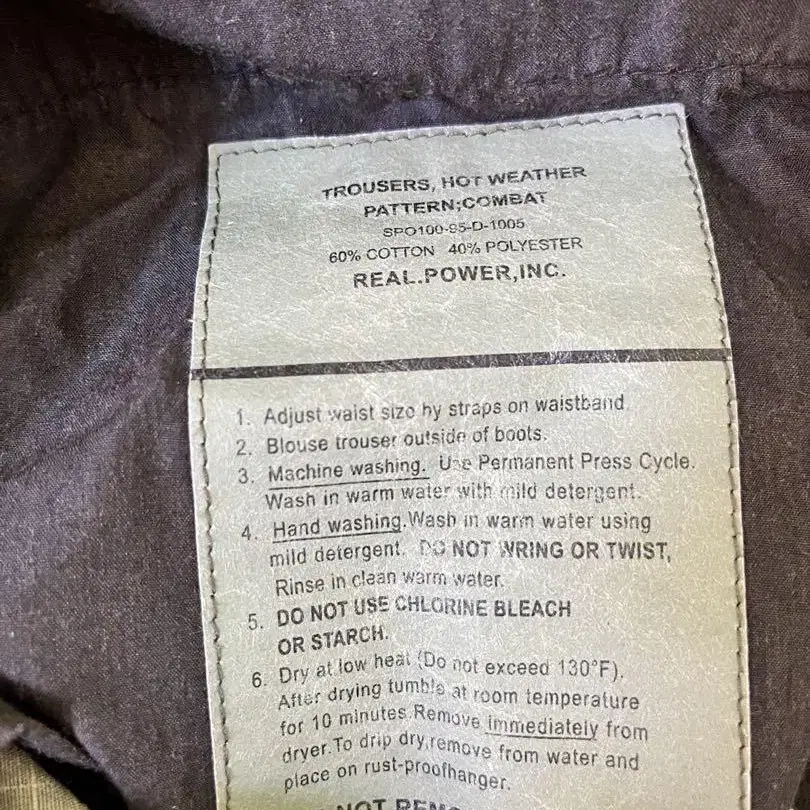 TROUSERS, HOT WEATHER
PATTERN;COMBAT
SPO100-95-D-1005
60% COTTON 40% POLYESTER
REAL.POWER,INC.
1. Adjust waist size by straps on waistband.
2. Blouse trouser outside of boots.
3. Machine washing. Use Permanent Press Cycle.
Wash in warm water with mild detergent.
4. Hand washing.Wash in warm water using
mild detergent. DO NOT WRING OR TWIST,
Rinse in clean warm water.
5. DO NOT USE CHLORINE BLEACH
OR STARCH.
6. Dry at low heat (Do not exceed 130°F).
After drying tumble at room temperature
for 10 minutes.Remove immediately from
dryer.To drip dry,remove from water and
place on rust-proofhanger.
NOT